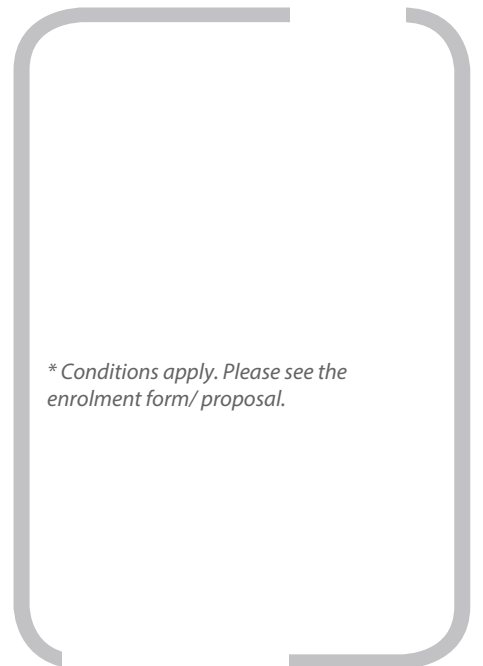 * Conditions apply. Please see the
enrolment form/ proposal.